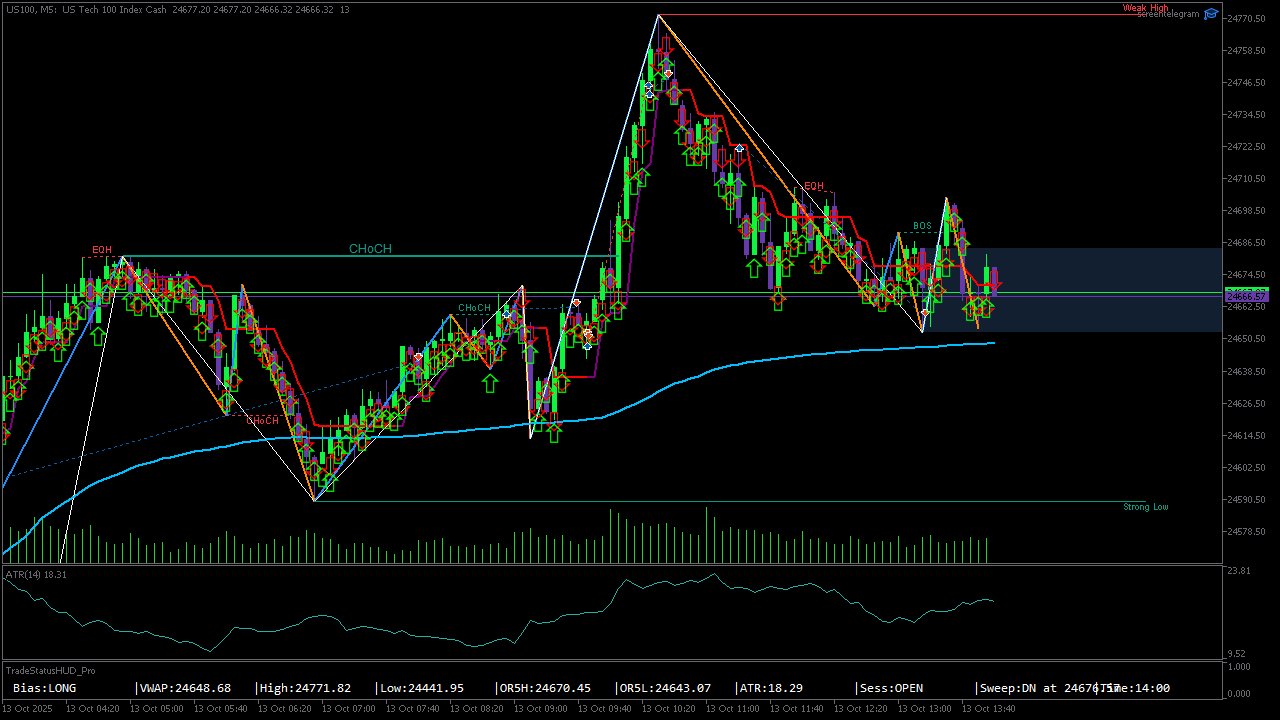 US100, M5: US Tech 100 Index Cash 24677.20 24677.20 24666.32 24666.32 13
Weak High
screentelegram
24770.50
24758.50
24746.50
24734.50
24722.50
24710.50
24698.50
24686.50
24674.50
24666.57
24662.50
24650.50
24638.50
24626.50
24614.50
24602.50
24590.50
24578.50
EQH
CHoCH
EQH
BOS
CHoCH
CHoCH
Strong Low
ATR(14) 18.31
23.81
9.52
TradeStatusHUD_Pro
1.000
0.000
Bias:LONG VWAP:24648.68 High:24771.82 Low:24441.95 OR5H:24670.45 OR5L:24643.07 ATR:18.29 Sess:OPEN Sweep:DN at Time:14:00
13 Oct 2025 13 Oct 04:20 13 Oct 05:00 13 Oct 05:40 13 Oct 06:20 13 Oct 07:00 13 Oct 07:40 13 Oct 08:20 13 Oct 09:00 13 Oct 09:40 13 Oct 10:20 13 Oct 11:00 13 Oct 11:40 13 Oct 12:20 13 Oct 13:00 13 Oct 13:40